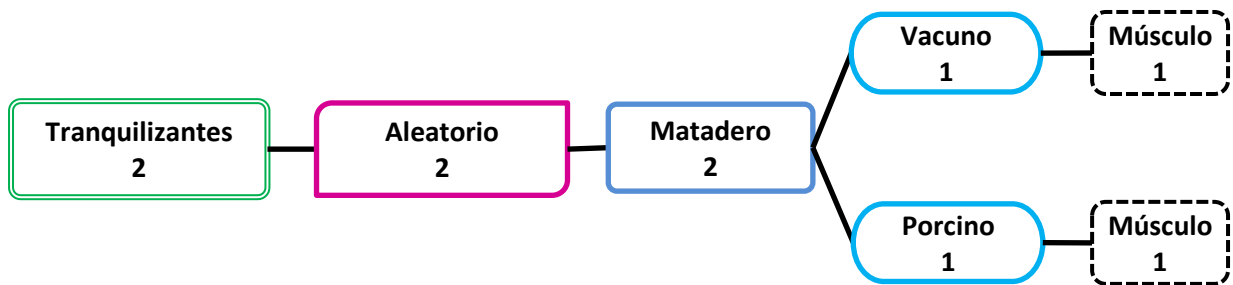 Tranquilizantes
2
Aleatorio
2
Matadero
2
Vacuno
1
Músculo
1
Porcino
1
Músculo
1